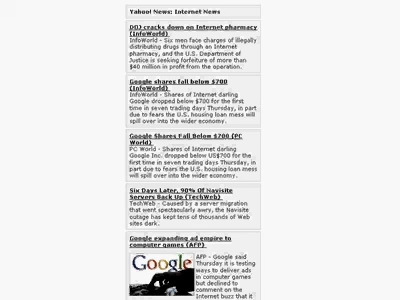 Yahoo! News: Internet News
DOJ cracks down on Internet pharmacy
(InfoWorld)
InfoWorld - Six men face charges of illegally
distributing drugs through an Internet
pharmacy, and the U.S. Department of
Justice is seeking forfeiture of more than
$40 million in profit from the operation.
Google shares fall below $700
(InfoWorld)
InfoWorld - Shares of Internet darling
Google dropped below $700 for the first
time in seven trading days Thursday, in part
due to fears the U.S. housing loan mess will
spill over into the wider economy.
Google Shares Fall Below $700 (PC
World)
PC World - Shares of Internet darling
Google Inc. dropped below US$700 for the
first time in seven trading days Thursday, in
part due to fears the U.S. housing loan mess
will spill over into the wider economy.
Six Days Later, 90% Of Navisite
Servers Back Up (TechWeb)
TechWeb - Caused by a server migration
that went spectacularly awry, the Navisite
outage has kept tens of thousands of Web
sites dark.
Google expanding ad empire to
computer games (AFP)
Google
AFP - Google said
Thursday it is testing
ways to deliver ads
in computer games
but declined to
comment on the
Internet buzz that it